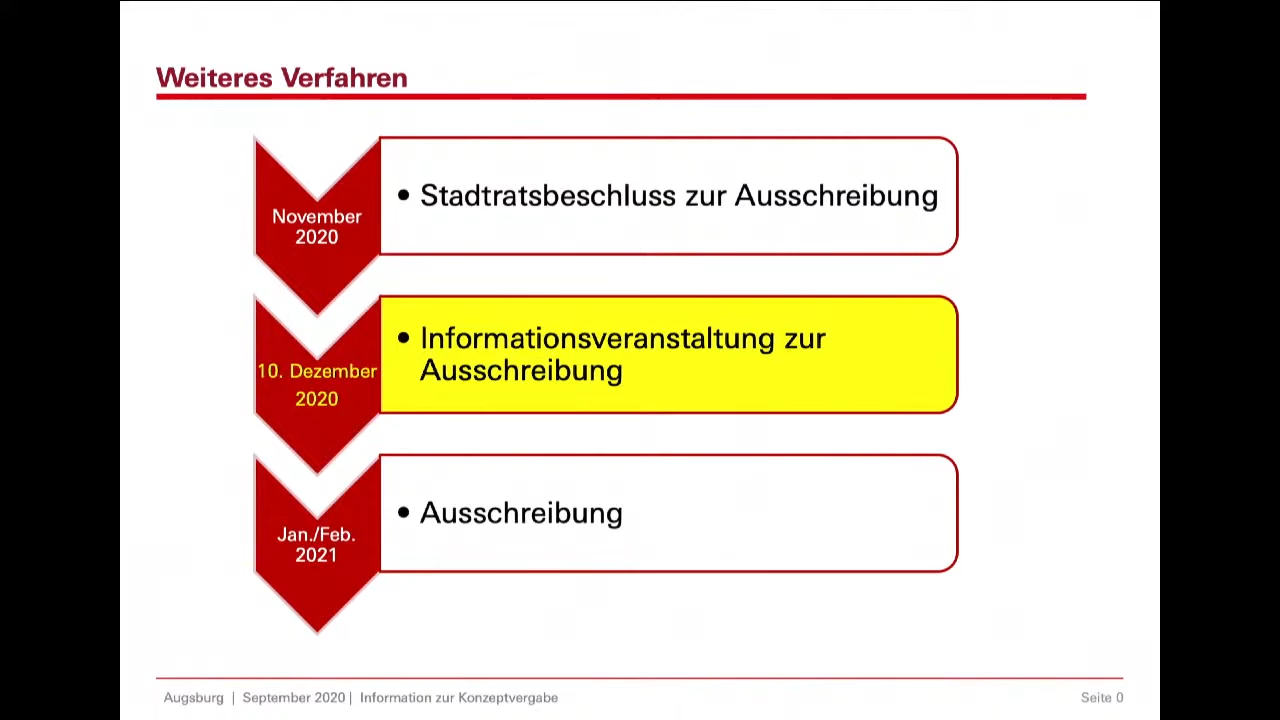 Weiteres Verfahren
November
2020
• Stadtratsbeschluss zur Ausschreibung
10. Dezember
2020
• Informationsveranstaltung zur
Ausschreibung
Jan./Feb.
2021
• Ausschreibung
Augsburg | September 2020 | Information zur Konzeptvergabe
Seite 0